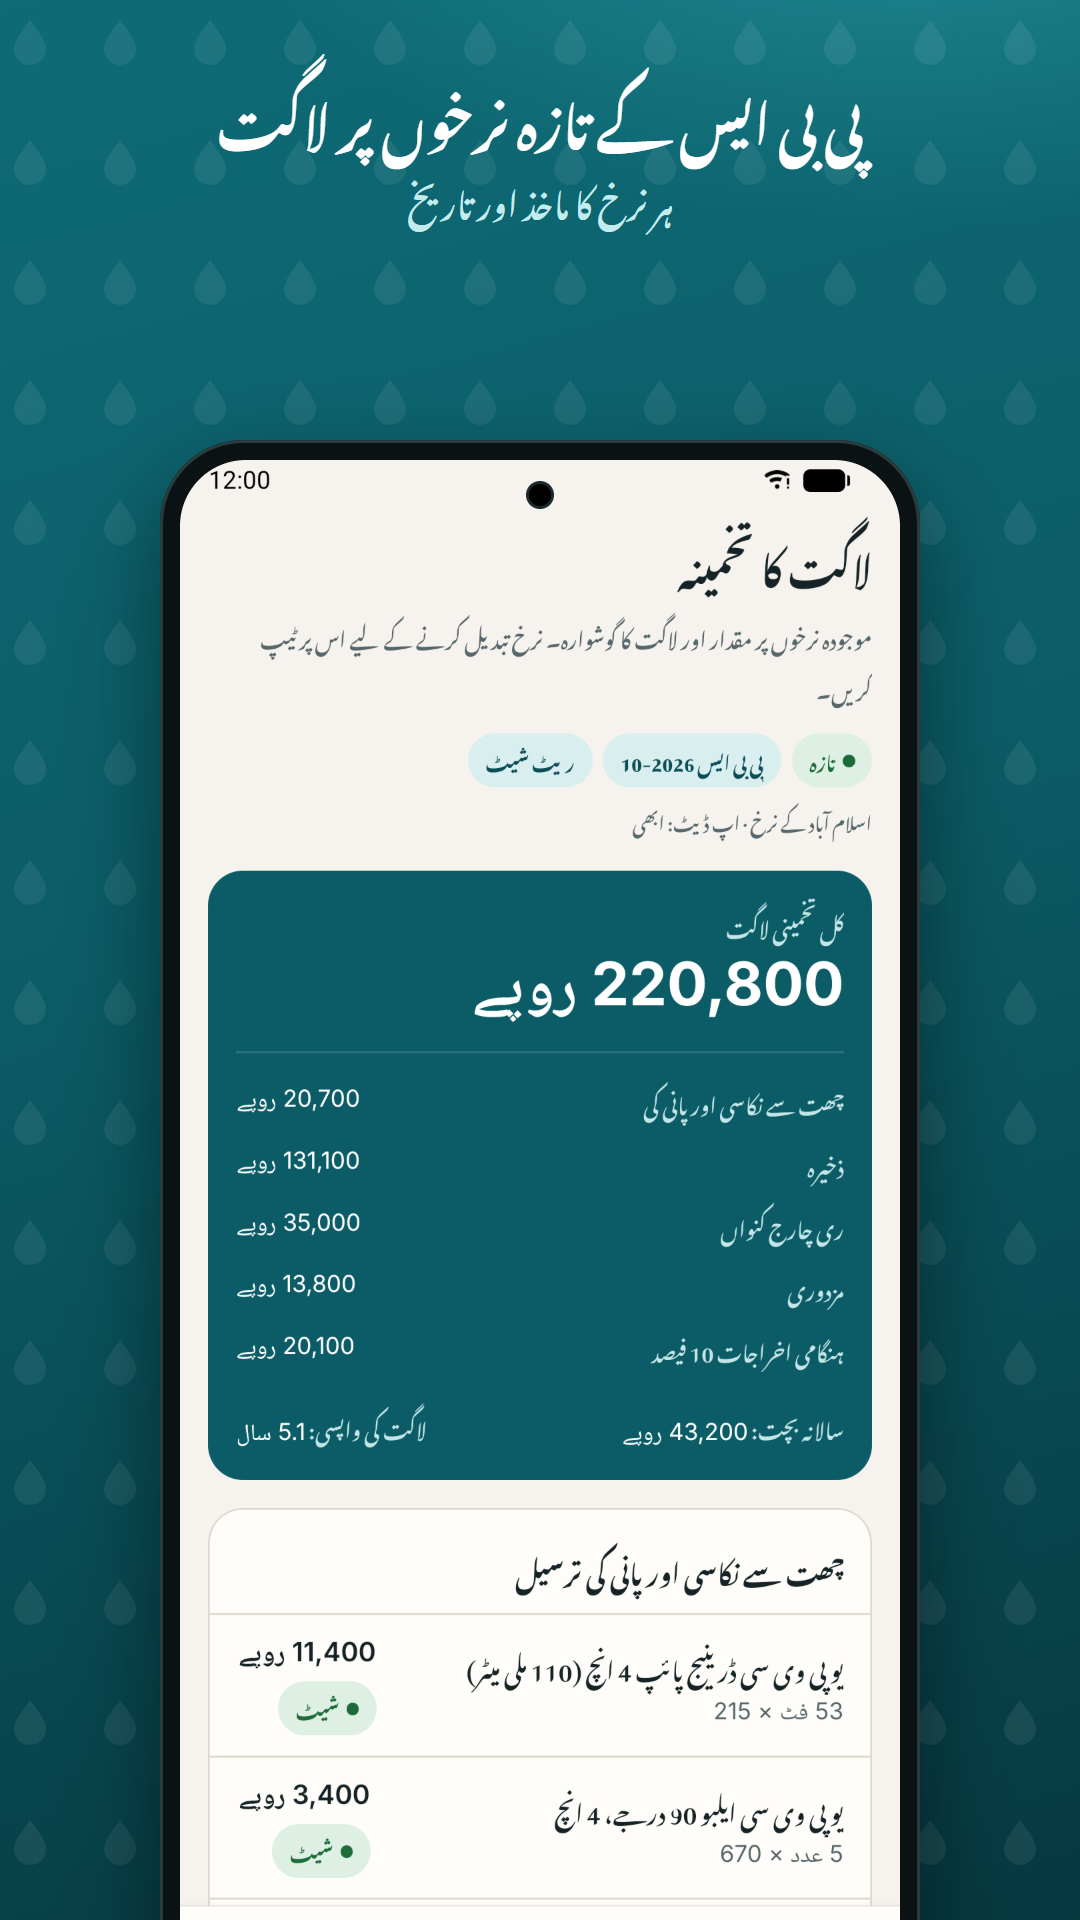 پی بی ایس کے تازہ نرخوں پر لاگت
ہر نرخ کا ماخذ اور تاریخ
12:00
لاگت کا تخمینہ
موجودہ نرخوں پر مقدار اور لاگت کا گوشوارہ۔ نرخ تبدیل کرنے کے لیے اس پر ٹیپ
کریں۔
تازہ
پی بی ایس 2026-10
ریٹ شیٹ
اسلام آباد کے نرخ · اپ ڈیٹ: ابھی
کل تخمینی لاگت
220,800 روپے
چھت سے نکاسی اور پانی کی 20,700 روپے
ذخیرہ 131,100 روپے
ری چارج کنواں 35,000 روپے
مزدوری 13,800 روپے
ہنگامی اخراجات 10 فیصد 20,100 روپے
سالانہ بچت: 43,200 روپے لاگت کی واپسی: 5.1 سال
چھت سے نکاسی اور پانی کی ترسیل
یو پی وی سی ڈرینیج پائپ 4 انچ (110 ملی میٹر) 11,400 روپے
53 فٹ × 215 شیٹ
یو پی وی سی ایلبو 90 درجے، 4 انچ 3,400 روپے
5 عدد × 670 شیٹ